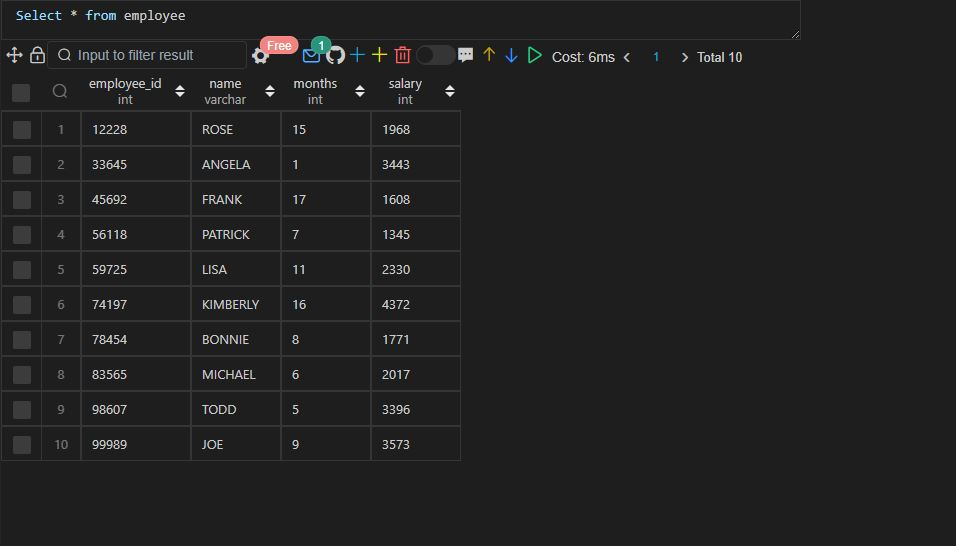 Select * from employee
Input to filter result Free 1 Cost: 6ms 1 Total 10
employee_id name months salary
int varchar int int
1 12228 ROSE 15 1968
2 33645 ANGELA 1 3443
3 45692 FRANK 17 1608
4 56118 PATRICK 7 1345
5 59725 LISA 11 2330
6 74197 KIMBERLY 16 4372
7 78454 BONNIE 8 1771
8 83565 MICHAEL 6 2017
9 98607 TODD 5 3396
10 99989 JOE 9 3573